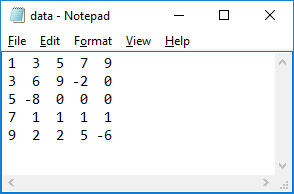 data - Notepad
File Edit Format View Help
1 3 5 7 9
3 6 9 -2 0
5 -8 0 0 0
7 1 1 1 1
9 2 2 5 -6